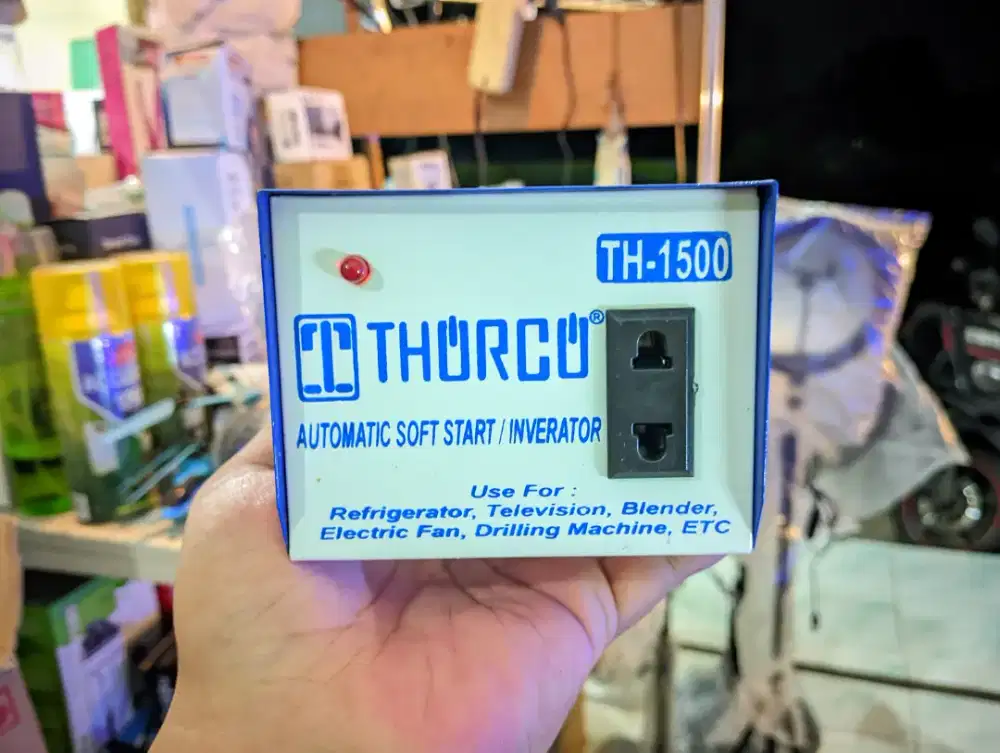 TH-1500
THORCO®
AUTOMATIC SOFT START / INVERATOR
Use For :
Refrigerator, Television, Blender,
Electric Fan, Drilling Machine, ETC